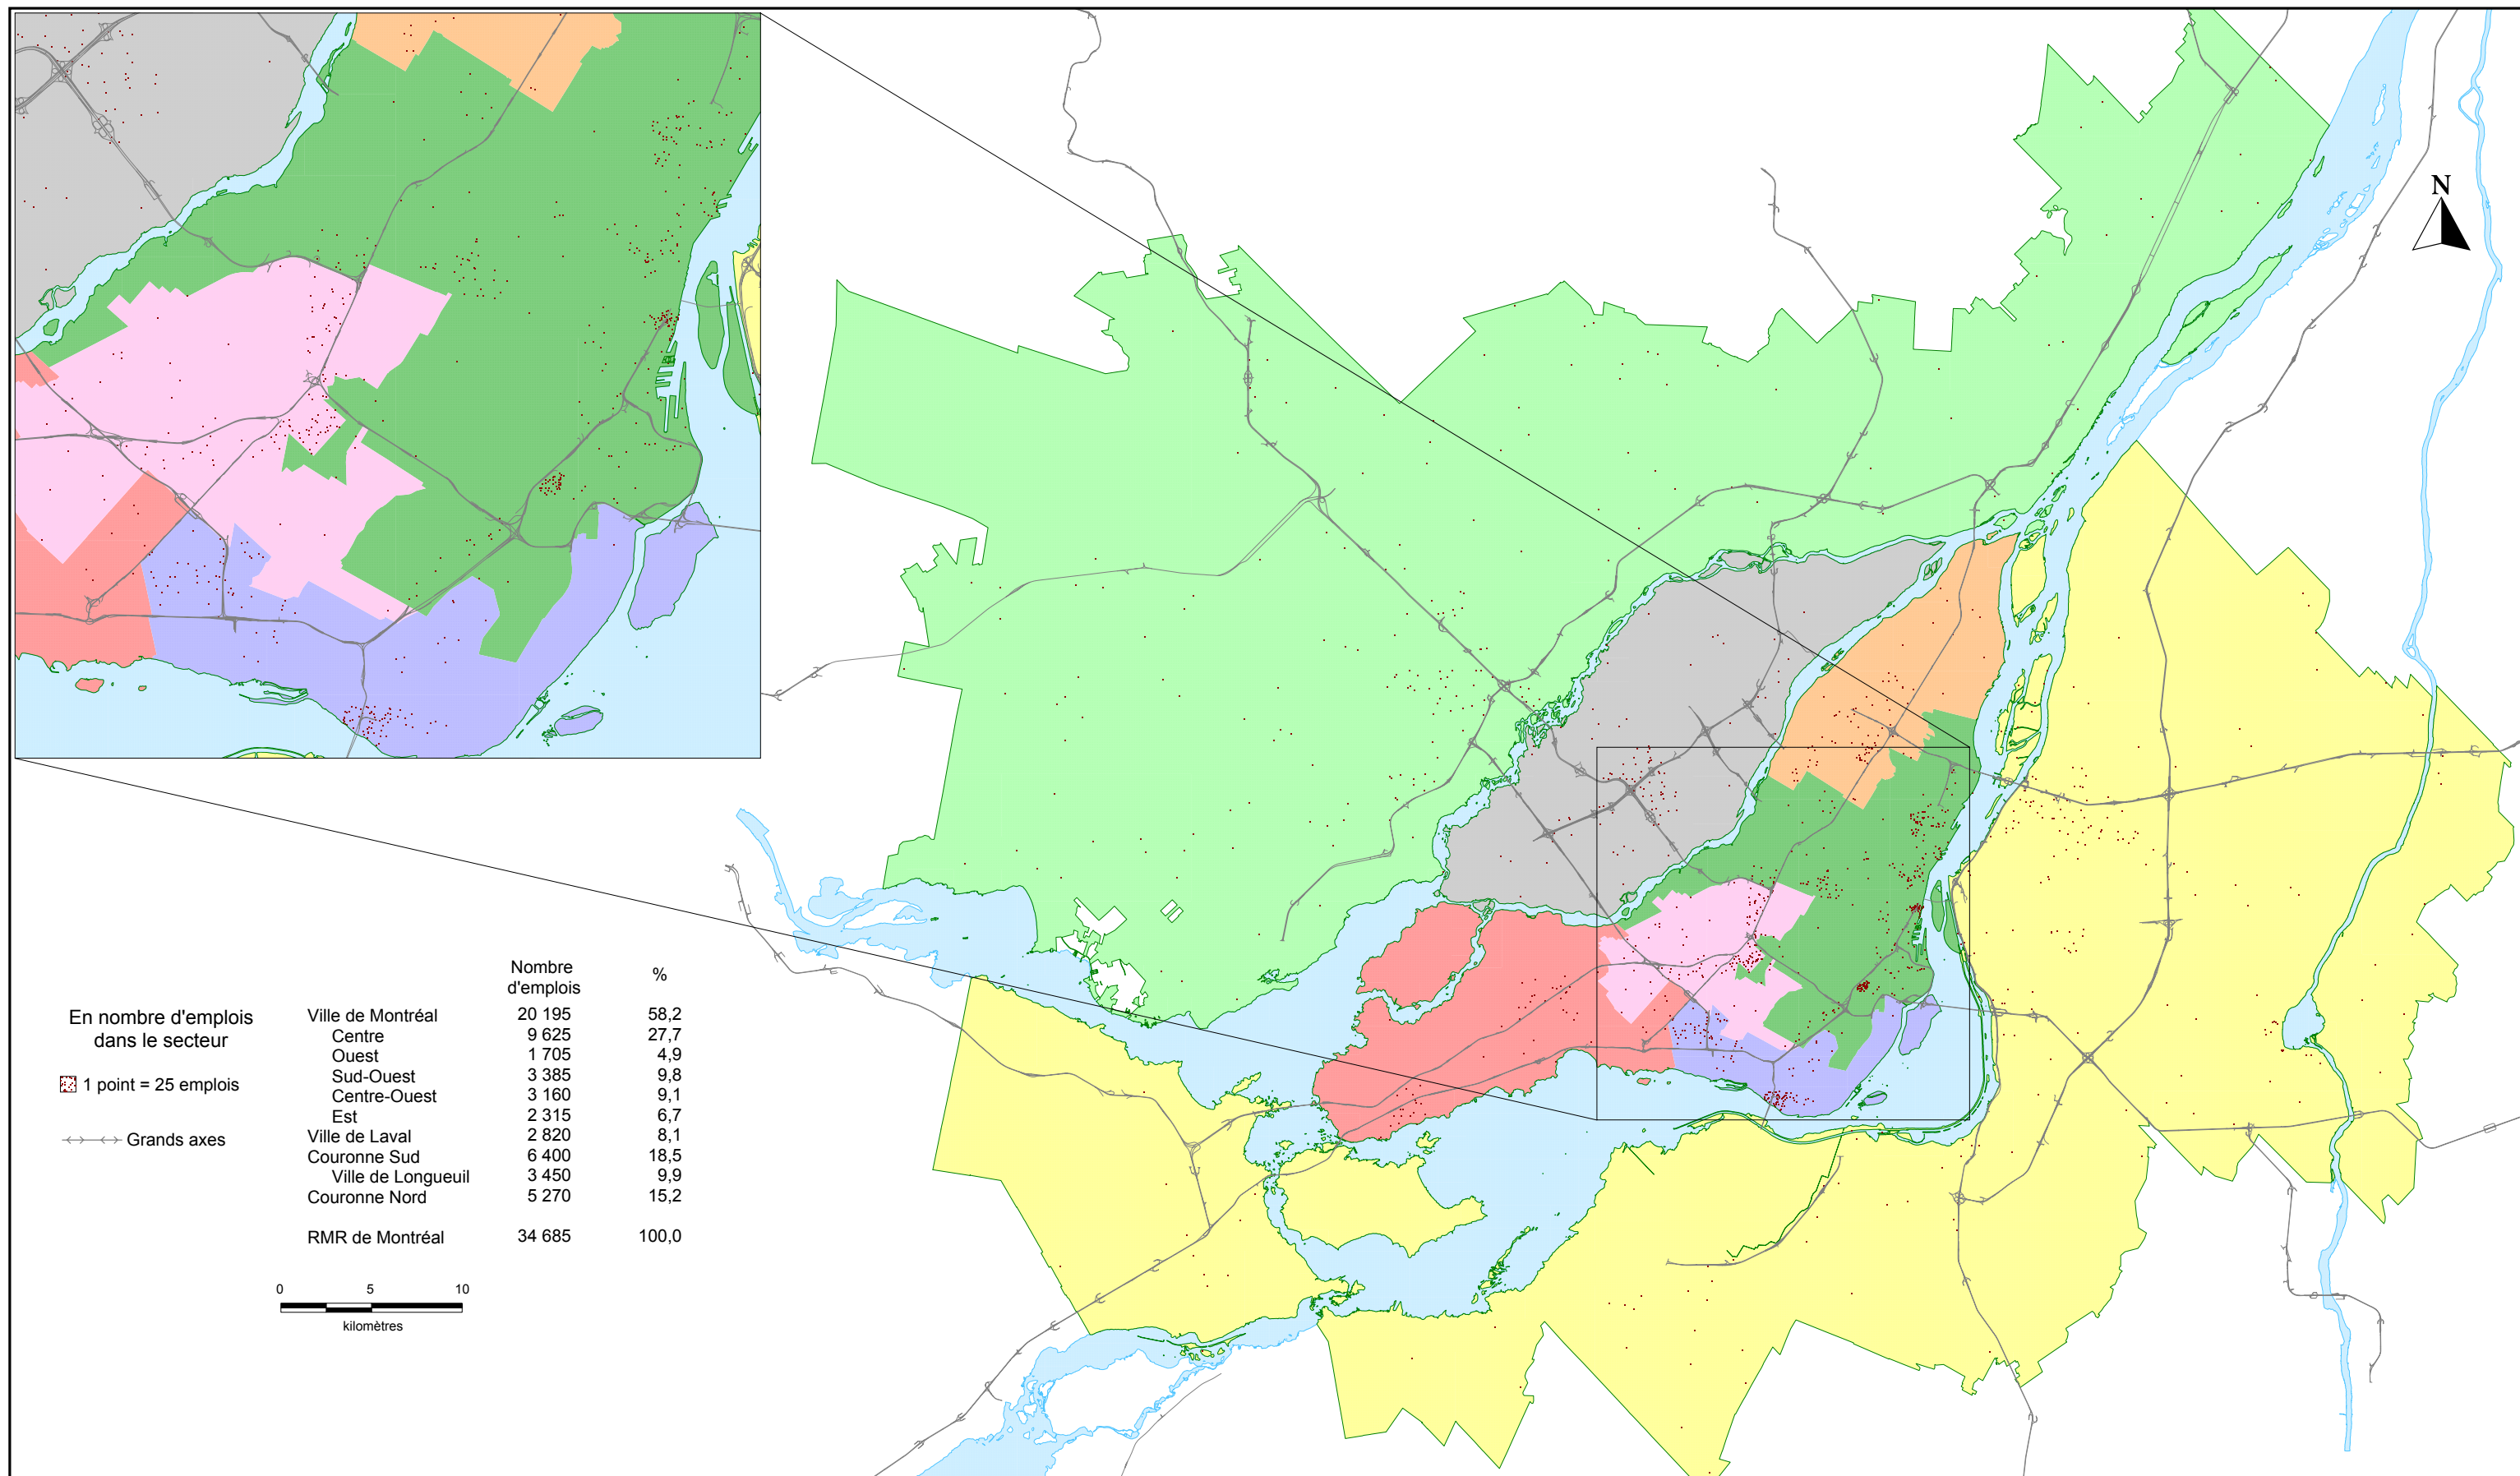 N
Nombre
d'emplois
%
En nombre d'emplois
dans le secteur
1 point = 25 emplois
Grands axes
Ville de Montréal 20 195 58,2
Centre 9 625 27,7
Ouest 1 705 4,9
Sud-Ouest 3 385 9,8
Centre-Ouest 3 160 9,1
Est 2 315 6,7
Ville de Laval 2 820 8,1
Couronne Sud 6 400 18,5
Ville de Longueuil 3 450 9,9
Couronne Nord 5 270 15,2
RMR de Montréal 34 685 100,0
0 5 10
kilomètres